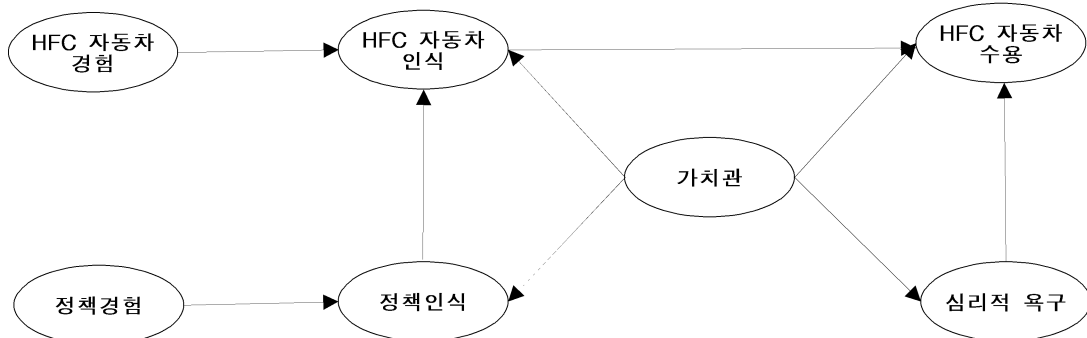 HFC 자동차
경험
HFC 자동차
인식
HFC 자동차
수용
가치관
정책경험
정책인식
심리적 욕구